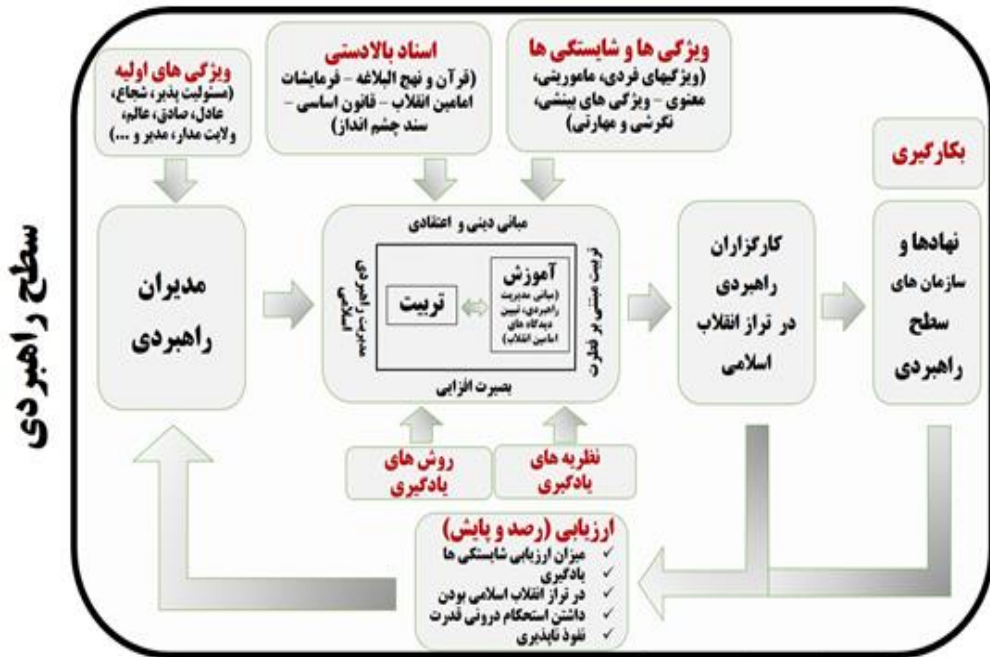 سطح راهبردی
ویژگی ها و شایستگی ها
(ویژگیهای فردی، ماموریتی،
معنوی - ویژگی های بینشی،
نگرشی و مهارتی)
اسناد بالادستی
(قرآن و نهج البلاغه - فرمایشات
امامین انقلاب - قانون اساسی -
سند چشم انداز)
ویژگی های اولیه
(مسئولیت پذیر، شجاع،
عادل، صادق، عالم،
ولایت مدار، مدیر و ...)
بکارگیری
مدیران
راهبردی
مبانی دینی و اعتقادی
تربیت مبتنی بر فطرت
آموزش
(مبانی مدیریت
راهبردی، تبیین
دیدگاه های
امامین انقلاب)
تربیت
مدیریت راهبردی
اسلامی
بصیرت افزایی
کارگزاران
راهبردی
در تراز انقلاب
اسلامی
نهادها و
سازمان های
سطح
راهبردی
نظریه های
یادگیری
روش های
یادگیری
ارزیابی (رصد و پایش)
✓ میزان ارزیابی شایستگی ها
✓ یادگیری
✓ در تراز انقلاب اسلامی بودن
✓ داشتن استحکام درونی قدرت
✓ نفوذ ناپذیری